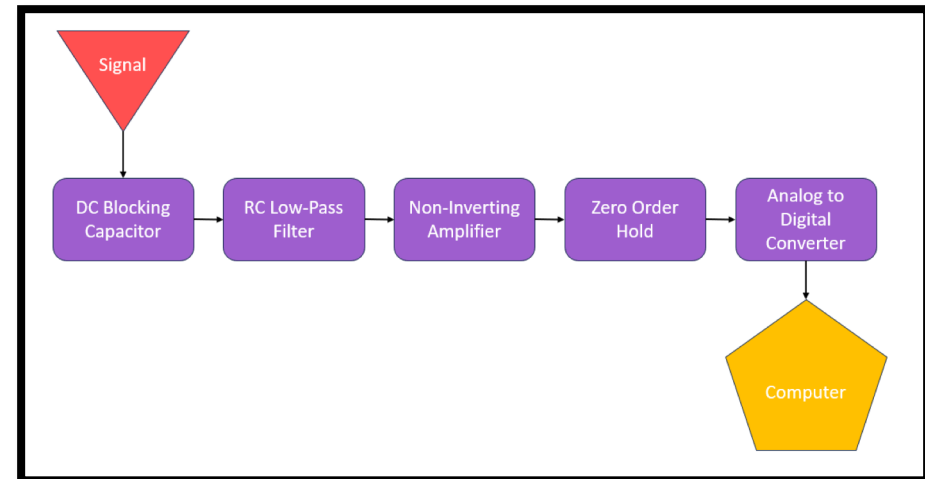 Signal
DC Blocking
Capacitor
RC Low-Pass
Filter
Non-Inverting
Amplifier
Zero Order
Hold
Analog to
Digital
Converter
Computer